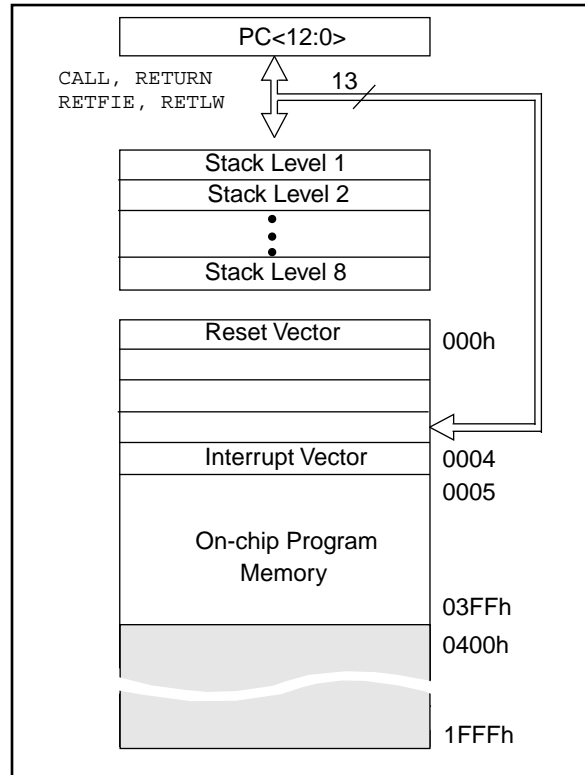 PC<12:0>
CALL, RETURN
RETFIE, RETLW
13
Stack Level 1
Stack Level 2
Stack Level 8
Reset Vector
000h
Interrupt Vector
0004
0005
On-chip Program
Memory
03FFh
0400h
1FFFh